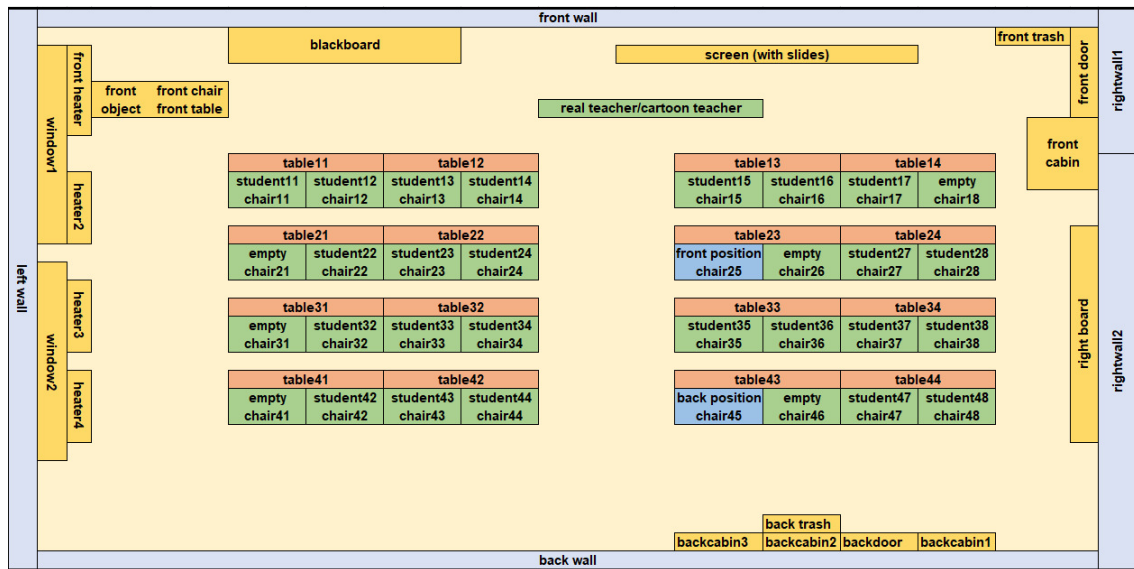 front wall
blackboard
screen (with slides)
front trash
front door
rightwall1
window1
front heater
front front chair
object front table
real teacher/cartoon teacher
front
cabin
table11 table12 table13 table14
student11 student12 student13 student14 student15 student16 student17 empty
chair11 chair12 chair13 chair14 chair15 chair16 chair17 chair18
heater2
table21 table22 table23 table24
empty student22 student23 student24 front position empty student27 student28
chair21 chair22 chair23 chair24 chair25 chair26 chair27 chair28
left wall
window2
heater3
table31 table32 table33 table34
empty student32 student33 student34 student35 student36 student37 student38
chair31 chair32 chair33 chair34 chair35 chair36 chair37 chair38
right board
rightwall2
heater4
table41 table42 table43 table44
empty student42 student43 student44 back position empty student47 student48
chair41 chair42 chair43 chair44 chair45 chair46 chair47 chair48
back trash
backcabin3 backcabin2 backdoor backcabin1
back wall